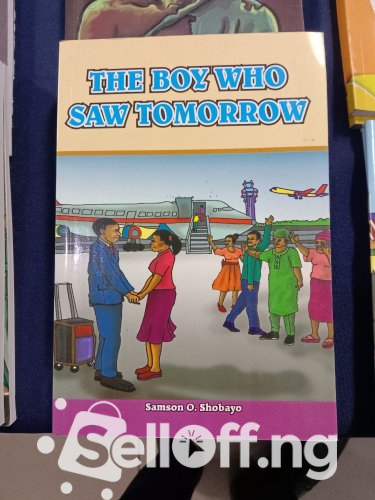 THE BOY WHO
SAW TOMORROW
Samson O. Shobayo
SellOff.ng